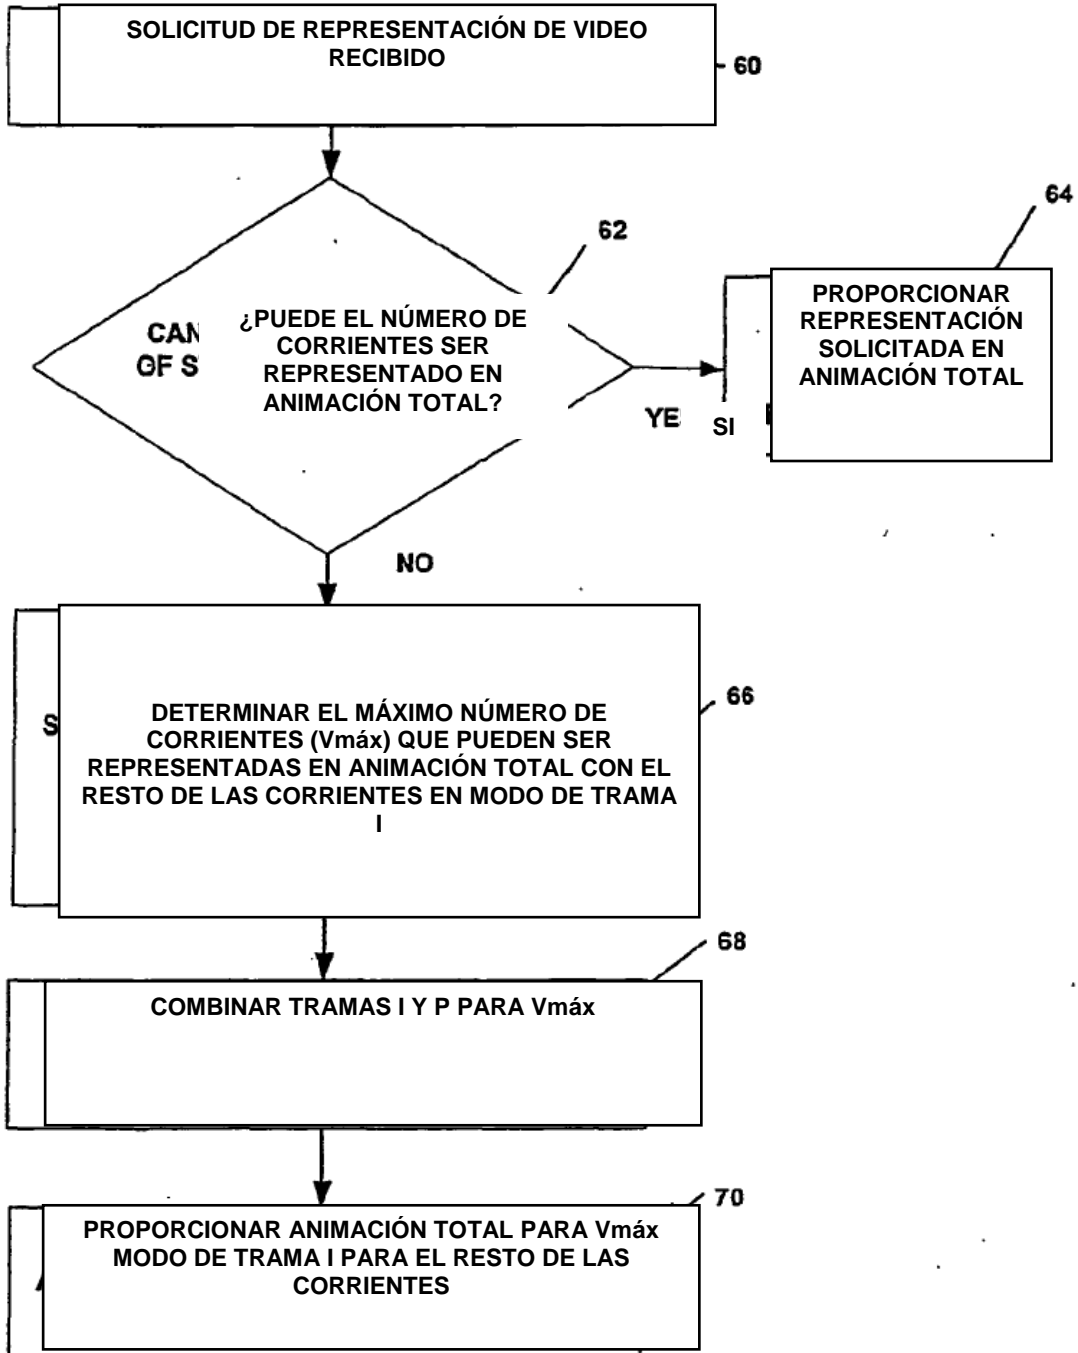 SOLICITUD DE REPRESENTACIÓN DE VIDEO
RECIBIDO
60
62
64
CAN
OF S
¿PUEDE EL NÚMERO DE
CORRIENTES SER
REPRESENTADO EN
ANIMACIÓN TOTAL?
PROPORCIONAR
REPRESENTACIÓN
SOLICITADA EN
ANIMACIÓN TOTAL
YE
SI
NO
66
S
DETERMINAR EL MÁXIMO NÚMERO DE
CORRIENTES (Vmáx) QUE PUEDEN SER
REPRESENTADAS EN ANIMACIÓN TOTAL CON EL
RESTO DE LAS CORRIENTES EN MODO DE TRAMA
I
68
COMBINAR TRAMAS I Y P PARA Vmáx
70
PROPORCIONAR ANIMACIÓN TOTAL PARA Vmáx
MODO DE TRAMA I PARA EL RESTO DE LAS
CORRIENTES